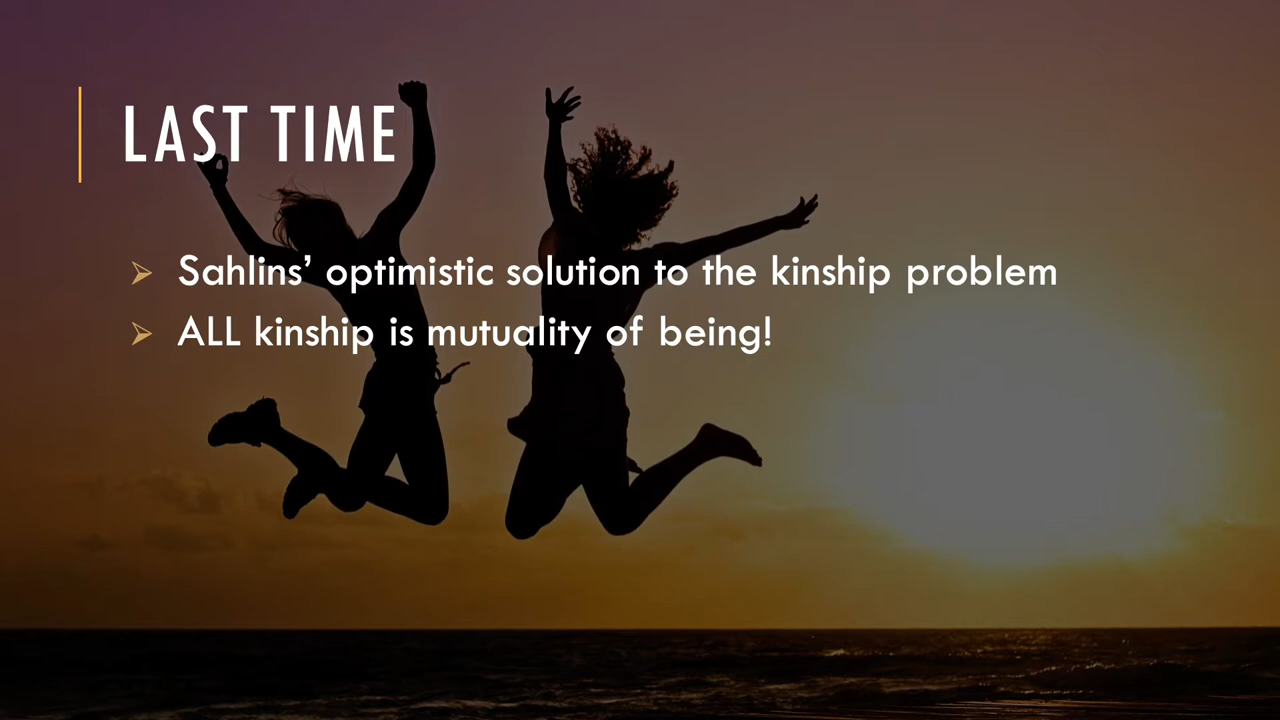 LAST TIME
Sahlins’ optimistic solution to the kinship problem
ALL kinship is mutuality of being!